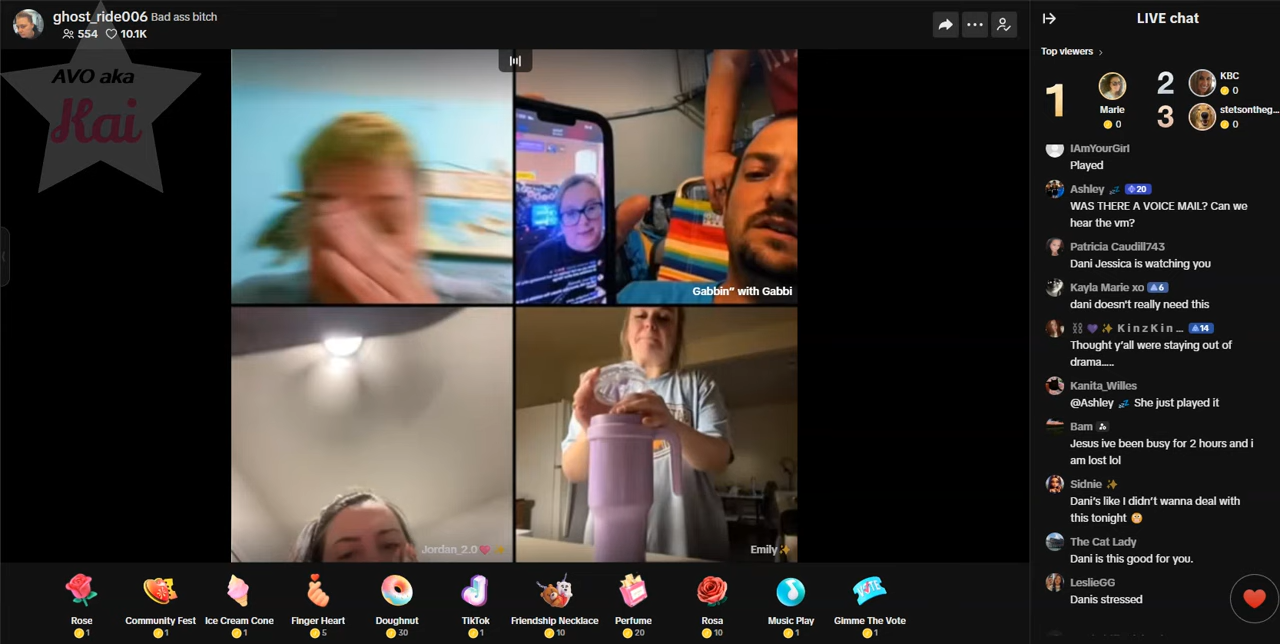 ghost_ride006 Bad ass bitch
554 10.1K
AVO aka
Kai
Gabbin" with Gabbi
Jordan_2.0
Emily
Rose
1
Community Fest
1
Ice Cream Cone
1
Finger Heart
5
Doughnut
30
TikTok
1
Friendship Necklace
10
Perfume
20
Rosa
10
Music Play
1
VOTE
Gimme The Vote
1
LIVE chat
Top viewers
1
Marie
0
2
KBC
0
3
stetsontheg...
0
IAmYourGirl
Played
Ashley 💤 20
WAS THERE A VOICE MAIL? Can we
hear the vm?
Patricia Caudill743
Dani Jessica is watching you
Kayla Marie xo 6
dani doesn't really need this
⛓️ 💜 ✨ K i n z K i n ... 14
Thought y'all were staying out of
drama.....
Kanita_Willes
@Ashley 💤 She just played it
Bam
Jesus ive been busy for 2 hours and i
am lost lol
Sidnie ✨
Dani's like I didn't wanna deal with
this tonight
The Cat Lady
Dani is this good for you.
LeslieGG
Danis stressed